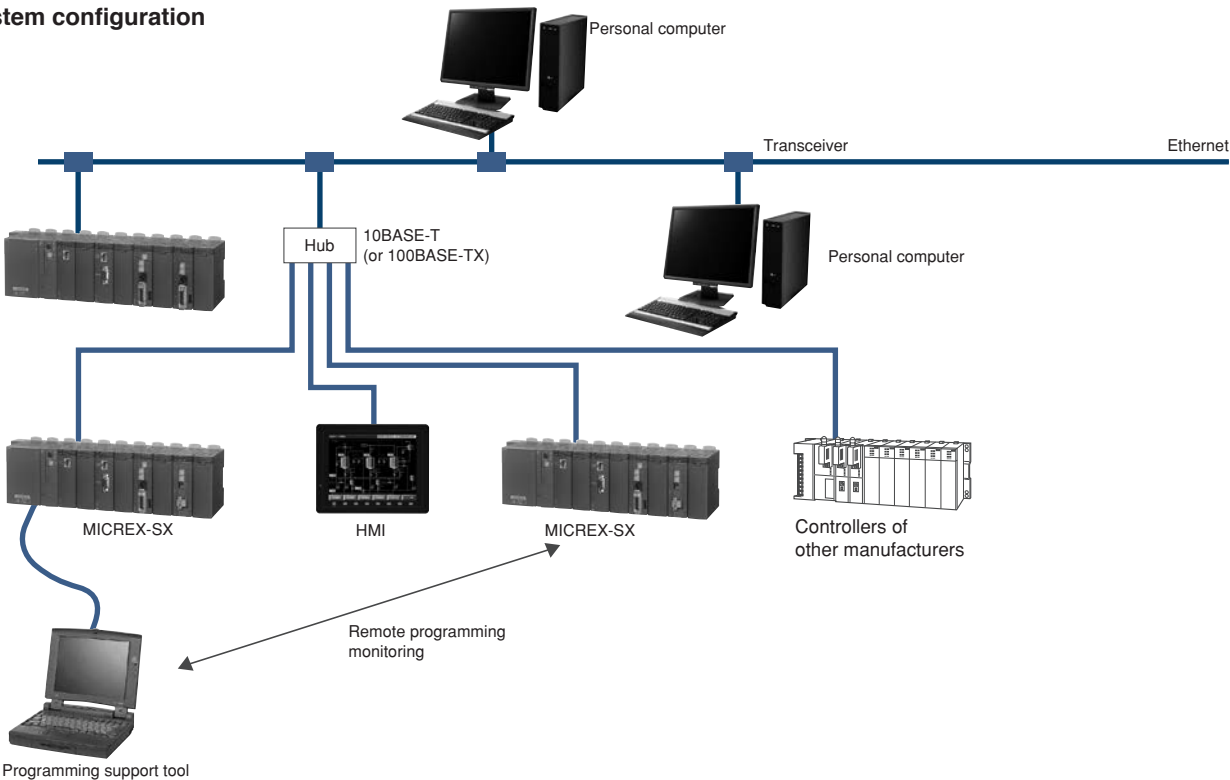 stem configuration
Personal computer
Transceiver
Ethernet
Hub
10BASE-T
(or 100BASE-TX)
Personal computer
MICREX-SX
HMI
MICREX-SX
Controllers of
other manufacturers
Remote programming
monitoring
Programming support tool